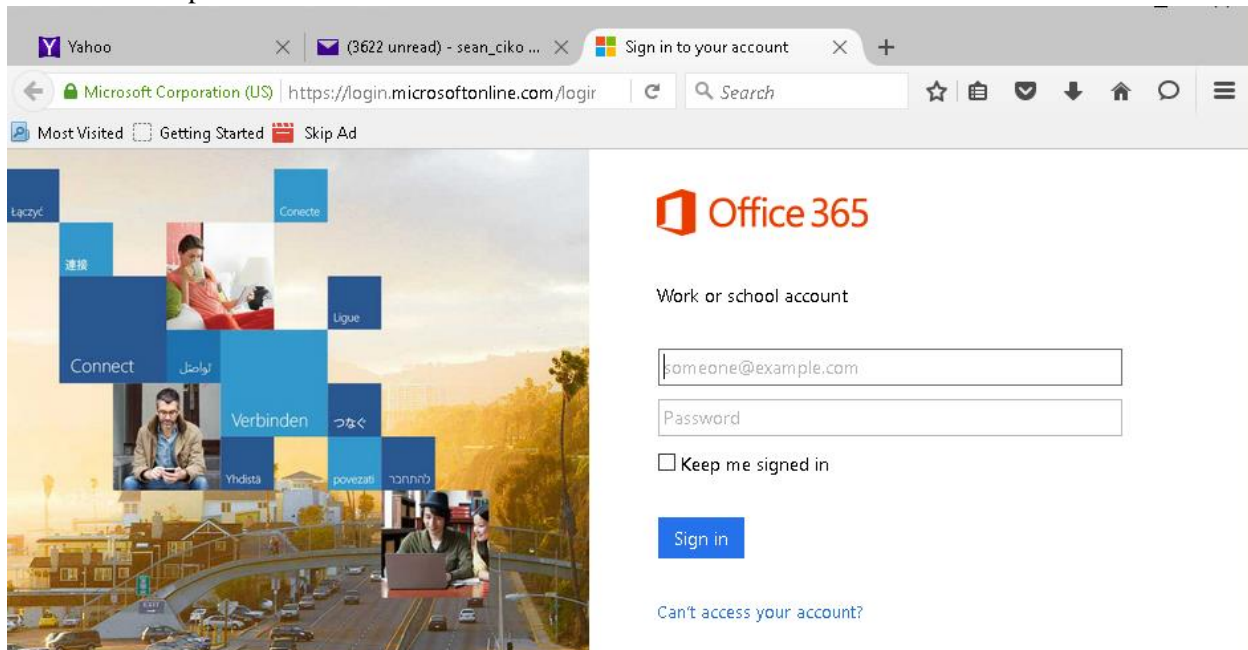 Yahoo (3622 unread) - sean_ciko ... Sign in to your account
Microsoft Corporation (US) https://login.microsoftonline.com/logir Search
Most Visited Getting Started Skip Ad
Łączyć
Conecte
連接
Ligue
Connect
تواصَل
Verbinden
つなぐ
Yhdistä
povezati
להתחבר
EXIT
Office 365
Work or school account
someone@example.com
Password
Keep me signed in
Sign in
Can't access your account?